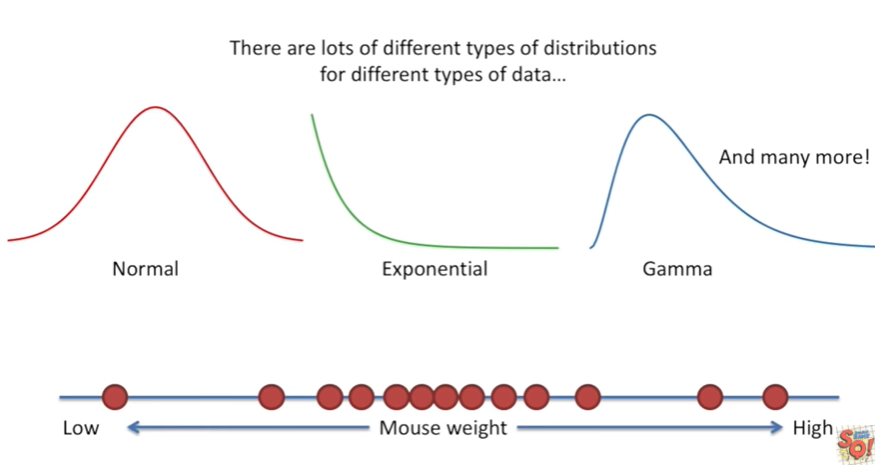 There are lots of different types of distributions
for different types of data...
And many more!
Normal
Exponential
Gamma
Low
Mouse weight
High
SQ!